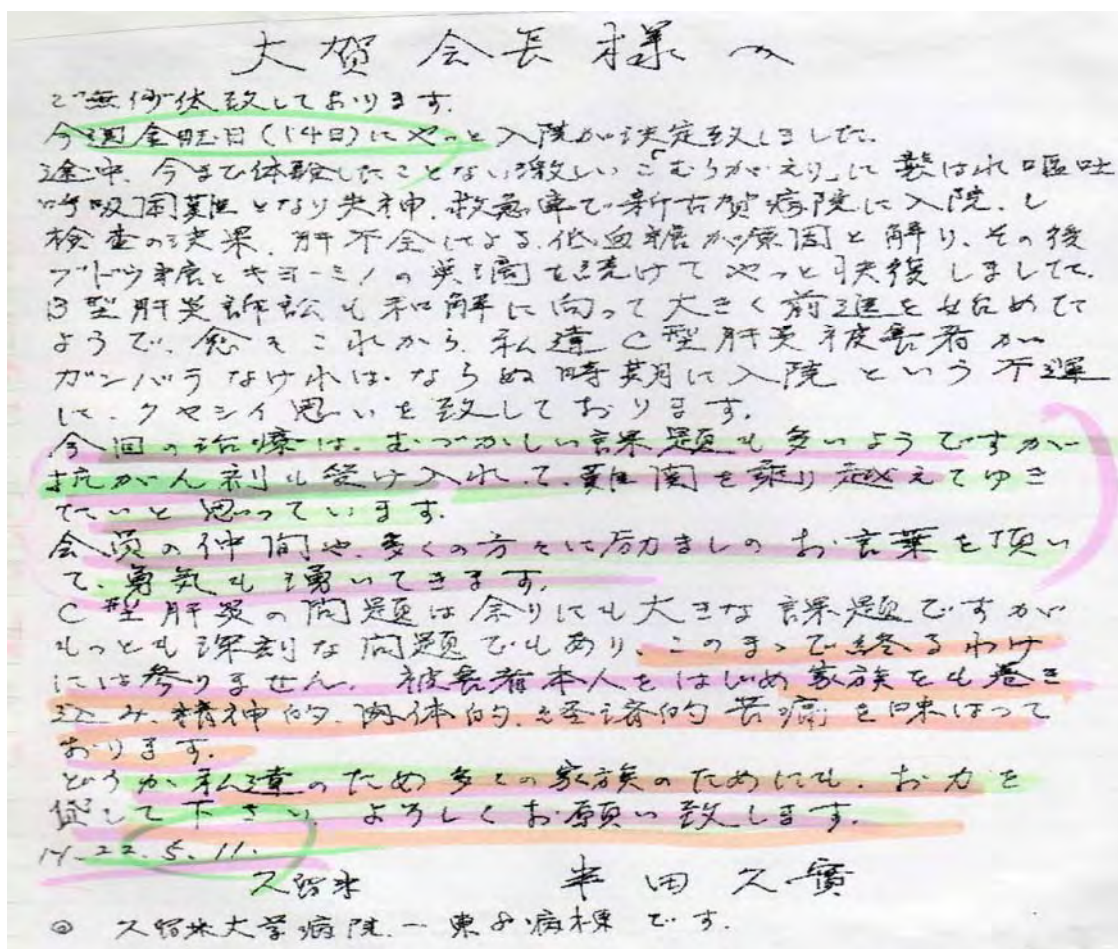 大賀会長様へ
ご無沙汰致しております。
今週金曜日(14日)にやっと入院が決定致しました。
途中、今まで体験したことない激しい「こむらがえり」に襲はれ嘔吐
呼吸困難となり失神、救急車で新古賀病院に入院し
検査の決果、肝不全による低血糖が原因と解り、その後
ブドウ糖とキョーミノの点滴を続けてやっと快復しました。
B型肝炎訴訟も和解に向って大きく前進を始めた
ようで、愈々これから、私達C型肝炎被害者が
ガンバラなければならぬ時期に入院という不運
に、クヤシイ思いを致しております。
今回の治療は、むづかしい課題も多いようですが
抗がん剤も受け入れて、難関を乗り越えてゆき
たいと思っています。
会員の仲間や、多くの方々に励ましのお言葉を頂い
て、勇気も湧いてきます。
C型肝炎の問題は余りにも大きな課題ですが
もっとも深刻な問題でもあり、このまゝで終るわけ
には参りません。被害者本人をはじめ家族をも巻き
込み、精神的、肉体的、経済的苦痛を味はって
おります。
どうか私達のため多くの家族のためにも、お力を
貸して下さい。よろしくお願い致します。
H.22.5.11.
久留米 半田久實
◎ 久留米大学病院 東 病棟です。